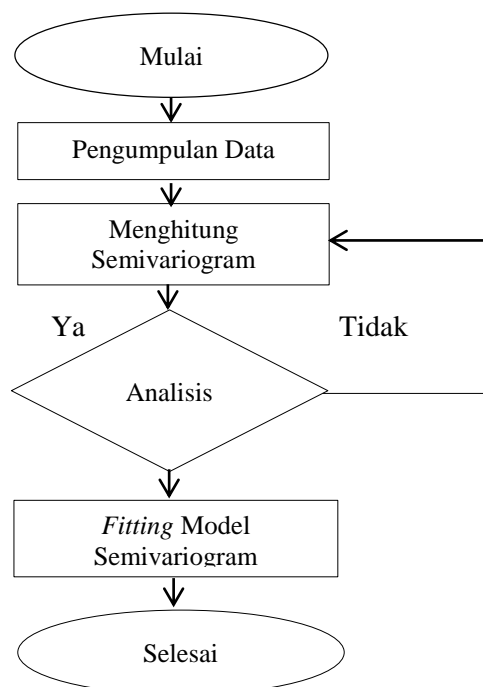 Mulai
Pengumpulan Data
Menghitung
Semivariogram
Ya
Tidak
Analisis
Fitting Model
Semivariogram
Selesai